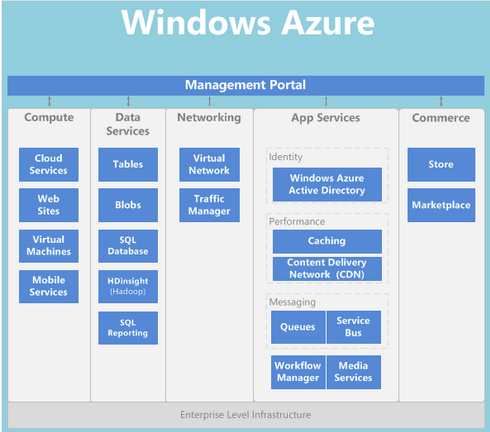 Windows Azure
Management Portal
Compute
Cloud
Services
Web
Sites
Virtual
Machines
Mobile
Services
Data
Services
Tables
Blobs
SQL
Database
HDinsight
(Hadoop)
SQL
Reporting
Networking
Virtual
Network
Traffic
Manager
App Services
Identity
Windows Azure
Active Directory
Performance
Caching
Content Delivery
Network (CDN)
Messaging
Queues
Service
Bus
Workflow
Manager
Media
Services
Commerce
Store
Marketplace
Enterprise Level Infrastructure